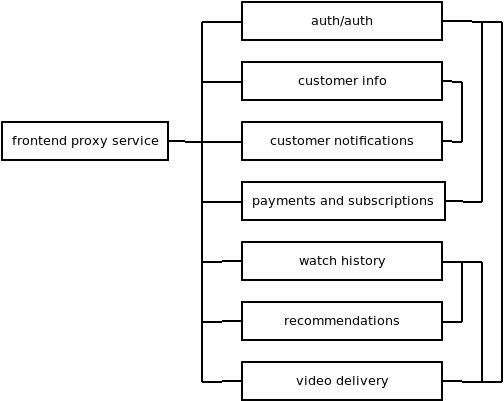 auth/auth
customer info
frontend proxy service
customer notifications
payments and subscriptions
watch history
recommendations
video delivery